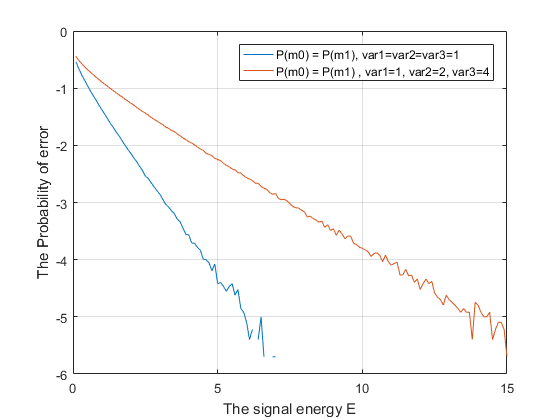 0
P(m0) = P(m1), var1=var2=var3=1
P(m0) = P(m1) , var1=1, var2=2, var3=4
-1
-2
-3
-4
-5
-6
The Probability of error
0
5
10
15
The signal energy E